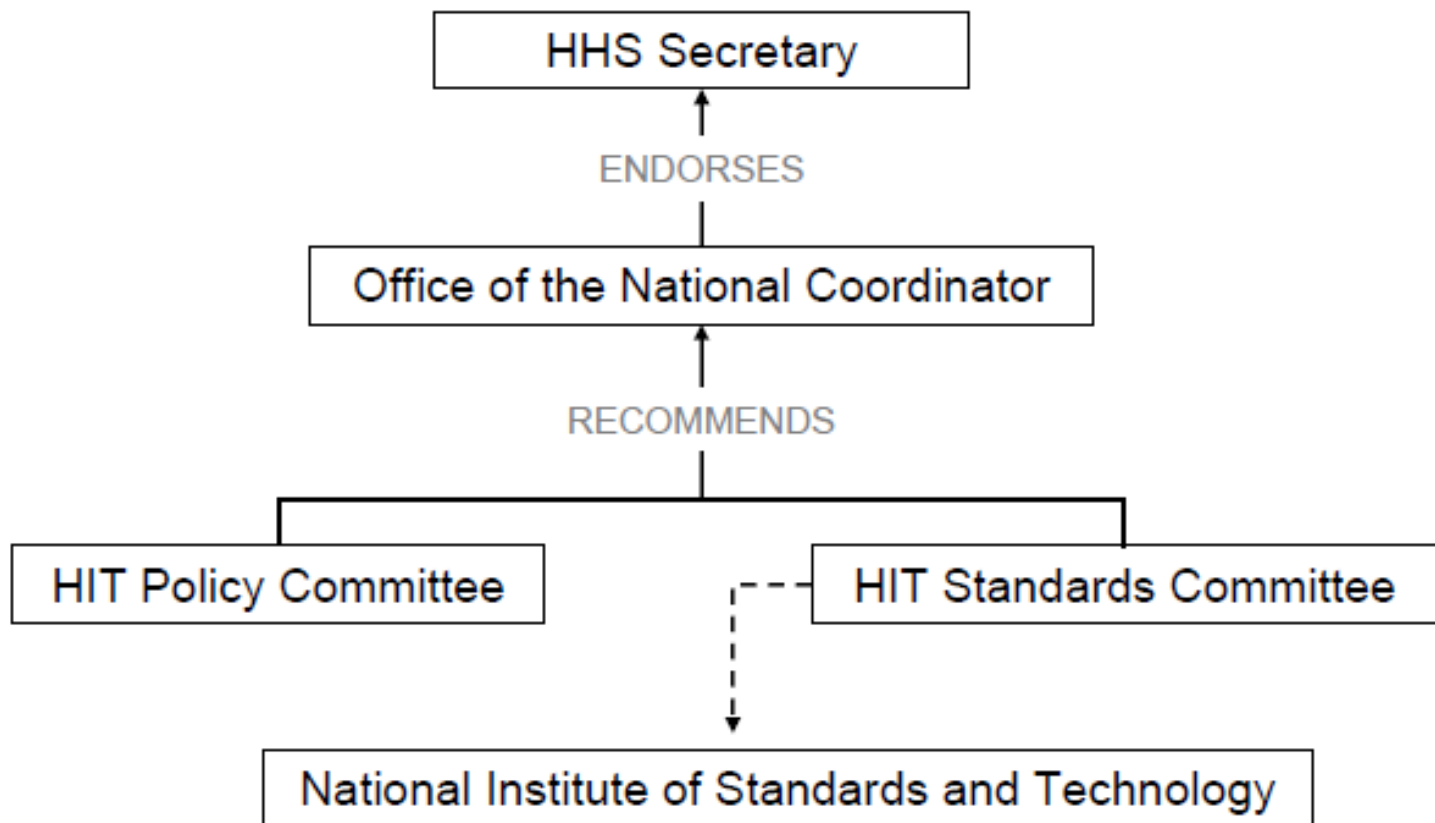 HHS Secretary
ENDORSES
Office of the National Coordinator
RECOMMENDS
HIT Policy Committee
HIT Standards Committee
National Institute of Standards and Technology